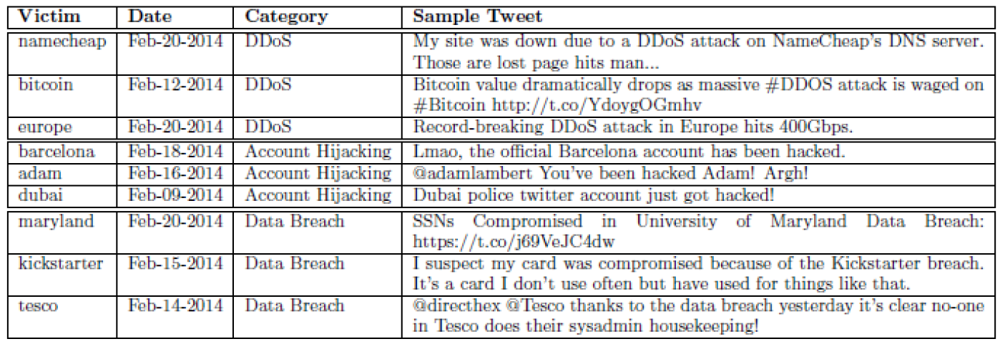 Victim Date Category Sample Tweet
namecheap Feb-20-2014 DDoS My site was down due to a DDoS attack on NameCheap's DNS server.
Those are lost page hits man...
bitcoin Feb-12-2014 DDoS Bitcoin value dramatically drops as massive #DDOS attack is waged on
#Bitcoin http://t.co/YdoygOGmhv
europe Feb-20-2014 DDoS Record-breaking DDoS attack in Europe hits 400Gbps.
barcelona Feb-18-2014 Account Hijacking Lmao, the official Barcelona account has been hacked.
adam Feb-16-2014 Account Hijacking @adamlambert You've been hacked Adam! Argh!
dubai Feb-09-2014 Account Hijacking Dubai police twitter account just got hacked!
maryland Feb-20-2014 Data Breach SSNs Compromised in University of Maryland Data Breach:
https://t.co/j69VeJC4dw
kickstarter Feb-15-2014 Data Breach I suspect my card was compromised because of the Kickstarter breach.
It's a card I don't use often but have used for things like that.
tesco Feb-14-2014 Data Breach @directhex @Tesco thanks to the data breach yesterday it's clear no-one
in Tesco does their sysadmin housekeeping!